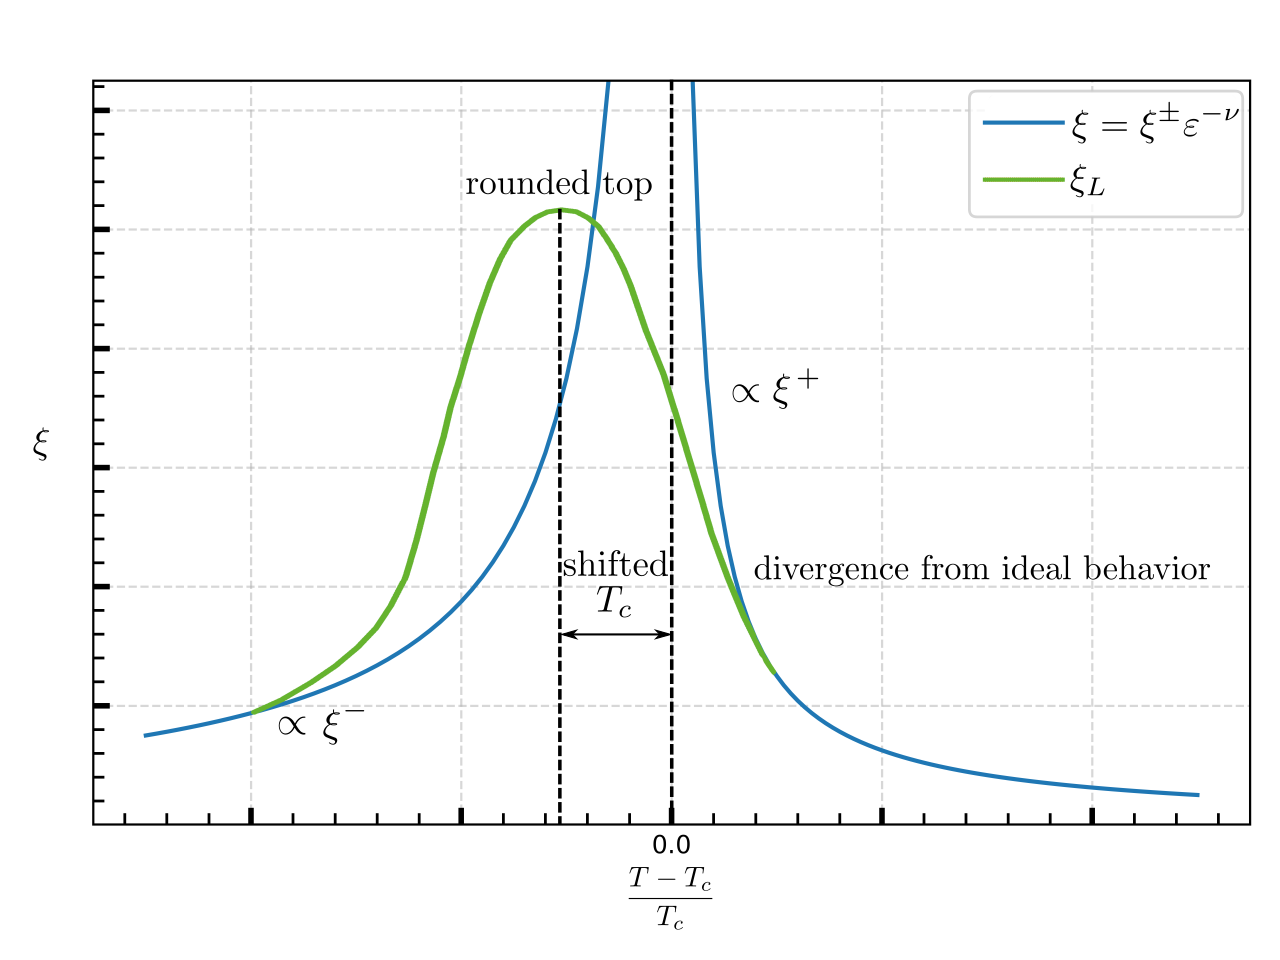 ξ = ξ^± ε^{−ν}
ξ_L
rounded top
∝ ξ^+
ξ
shifted
T_c
divergence from ideal behavior
∝ ξ^−
0.0
T − T_c
T_c